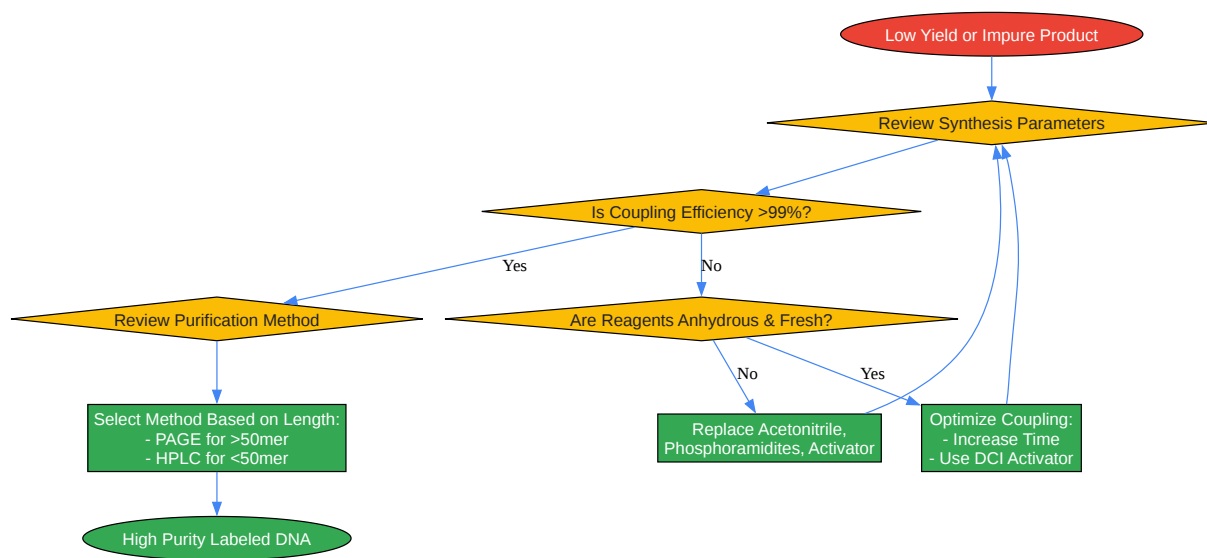 Low Yield or Impure Product
Review Synthesis Parameters
Is Coupling Efficiency >99%?
Yes
No
Review Purification Method
Are Reagents Anhydrous & Fresh?
No
Yes
Select Method Based on Length:
- PAGE for >50mer
- HPLC for <50mer
Replace Acetonitrile,
Phosphoramidites, Activator
Optimize Coupling:
- Increase Time
- Use DCI Activator
High Purity Labeled DNA